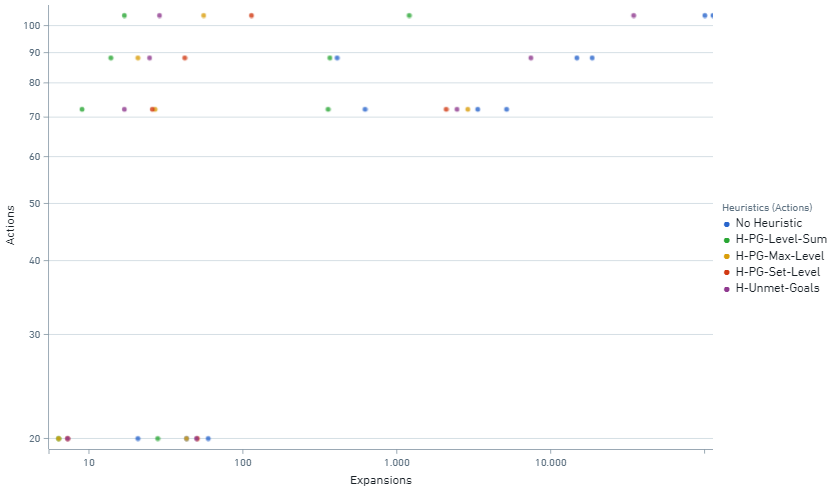 100
90
80
70
60
50
40
30
20
Actions
10
100
1.000
10.000
Expansions
Heuristics (Actions)
No Heuristic
H-PG-Level-Sum
H-PG-Max-Level
H-PG-Set-Level
H-Unmet-Goals